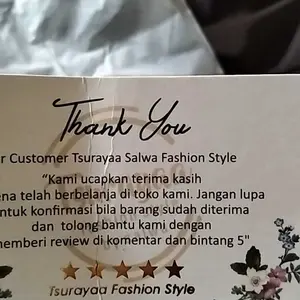 Thank You
r Customer Tsurayaa Salwa Fashion Style
"Kami ucapkan terima kasih
ena telah berbelanja di toko kami. Jangan lupa
ntuk konfirmasi bila barang sudah diterima
dan tolong bantu kami dengan
nemberi review di komentar dan bintang 5"
Tsurayaa Fashion Style